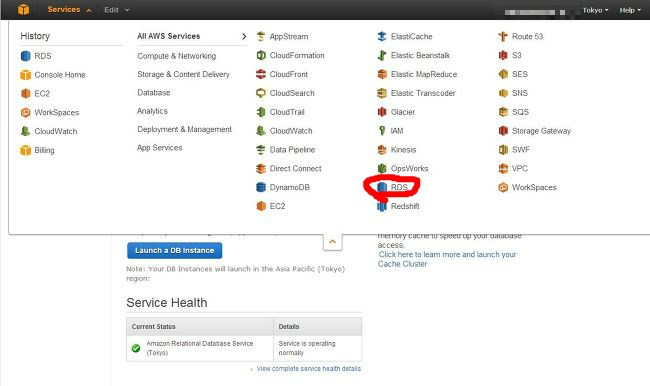 Services
Edit
Tokyo
Help
History
RDS
Console Home
EC2
WorkSpaces
CloudWatch
Billing
All AWS Services
Compute & Networking
Storage & Content Delivery
Database
Analytics
Deployment & Management
App Services
AppStream
CloudFormation
CloudFront
CloudSearch
CloudTrail
CloudWatch
Data Pipeline
Direct Connect
DynamoDB
EC2
ElastiCache
Elastic Beanstalk
Elastic MapReduce
Elastic Transcoder
Glacier
IAM
Kinesis
OpsWorks
RDS
Redshift
Route 53
S3
SES
SNS
SQS
Storage Gateway
SWF
VPC
WorkSpaces
Launch a DB Instance
Note: Your DB Instances will launch in the Asia Pacific (Tokyo)
region:
memory cache to speed up your database
access.
Click here to learn more and launch your
Cache Cluster
Service Health
Current Status
Details
Amazon Relational Database Service
(Tokyo)
Service is operating
normally
View complete service health details